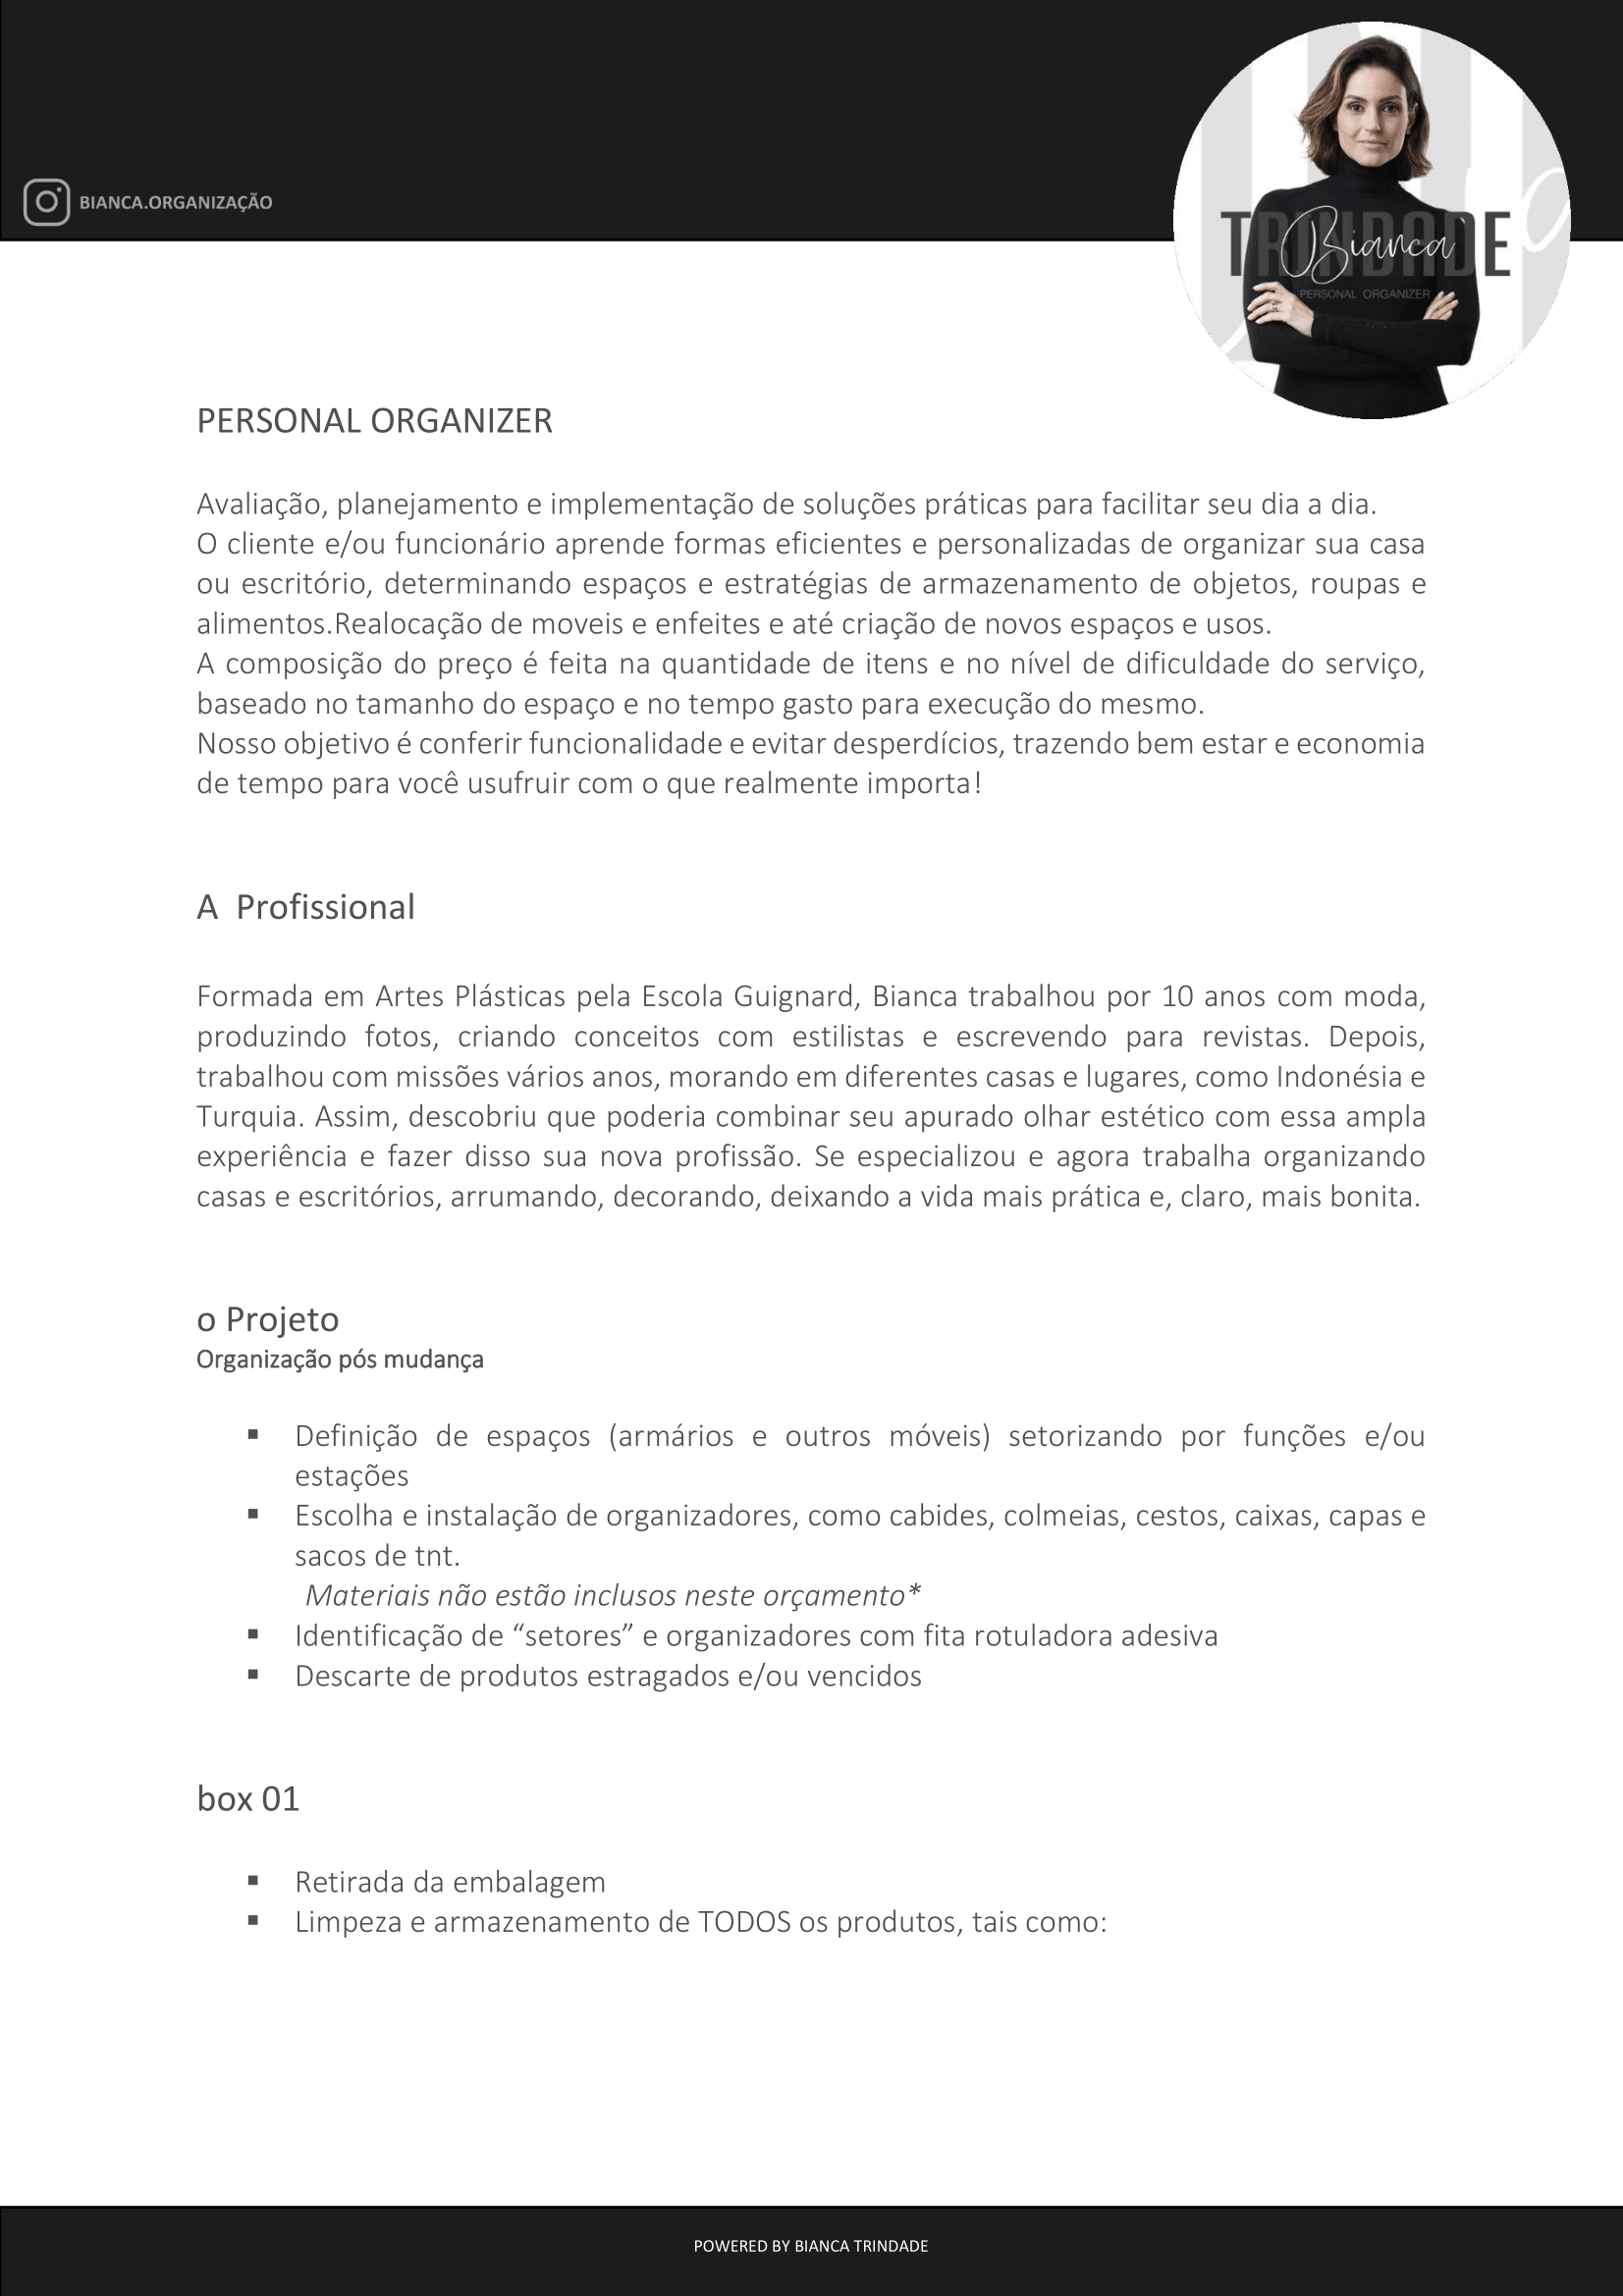 BIANCA.ORGANIZAÇÃO
TRINDADE
Bianca
PERSONAL ORGANIZER
PERSONAL ORGANIZER
Avaliação, planejamento e implementação de soluções práticas para facilitar seu dia a dia.
O cliente e/ou funcionário aprende formas eficientes e personalizadas de organizar sua casa
ou escritório, determinando espaços e estratégias de armazenamento de objetos, roupas e
alimentos.Realocação de moveis e enfeites e até criação de novos espaços e usos.
A composição do preço é feita na quantidade de itens e no nível de dificuldade do serviço,
baseado no tamanho do espaço e no tempo gasto para execução do mesmo.
Nosso objetivo é conferir funcionalidade e evitar desperdícios, trazendo bem estar e economia
de tempo para você usufruir com o que realmente importa!
A  Profissional
Formada em Artes Plásticas pela Escola Guignard, Bianca trabalhou por 10 anos com moda,
produzindo fotos, criando conceitos com estilistas e escrevendo para revistas. Depois,
trabalhou com missões vários anos, morando em diferentes casas e lugares, como Indonésia e
Turquia. Assim, descobriu que poderia combinar seu apurado olhar estético com essa ampla
experiência e fazer disso sua nova profissão. Se especializou e agora trabalha organizando
casas e escritórios, arrumando, decorando, deixando a vida mais prática e, claro, mais bonita.
o Projeto
Organização pós mudança
▪ Definição de espaços (armários e outros móveis) setorizando por funções e/ou
estações
▪ Escolha e instalação de organizadores, como cabides, colmeias, cestos, caixas, capas e
sacos de tnt.
Materiais não estão inclusos neste orçamento*
▪ Identificação de “setores” e organizadores com fita rotuladora adesiva
▪ Descarte de produtos estragados e/ou vencidos
box 01
▪ Retirada da embalagem
▪ Limpeza e armazenamento de TODOS os produtos, tais como:
POWERED BY BIANCA TRINDADE